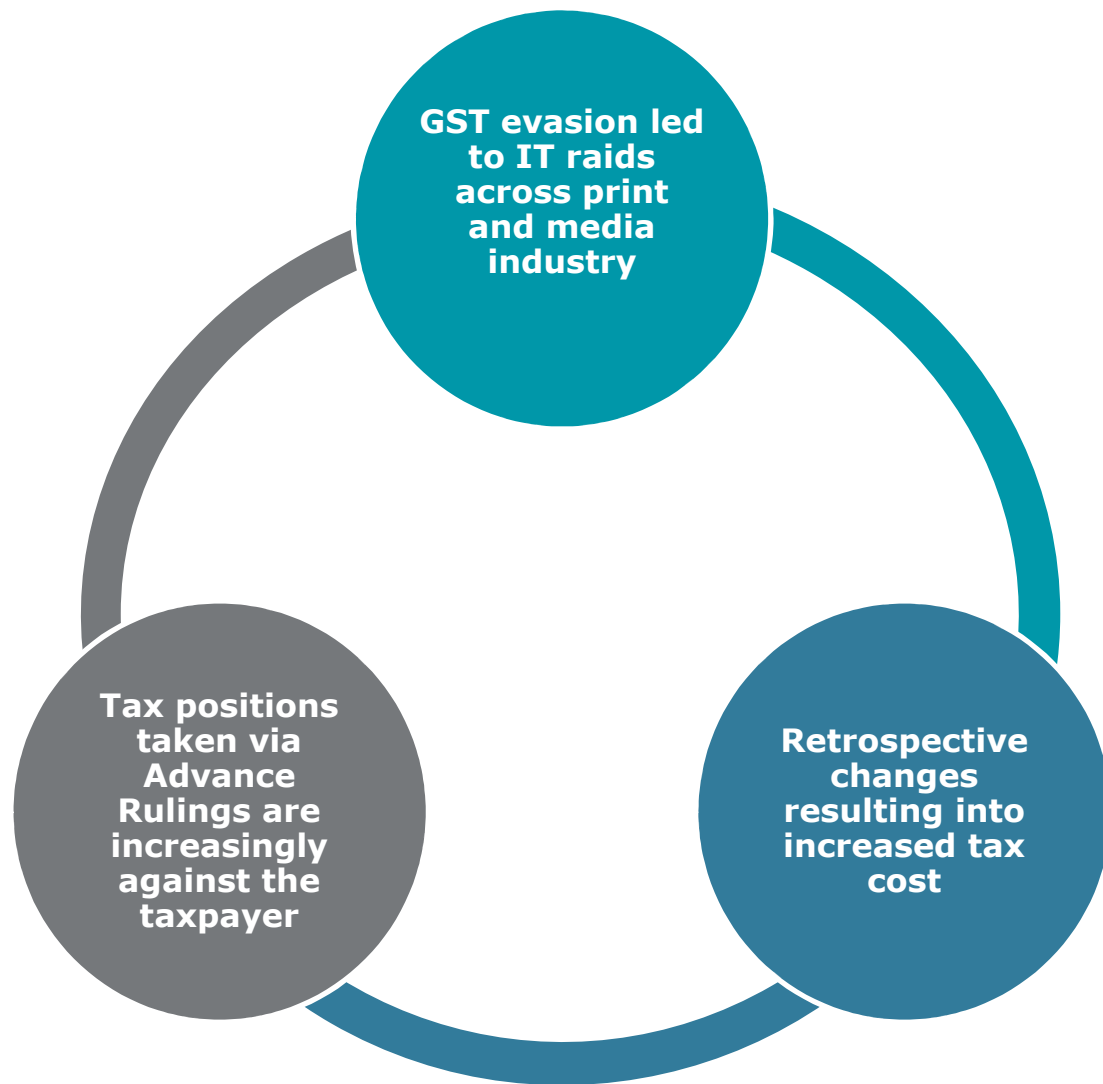 GST evasion led
to IT raids
across print
and media
industry
Tax positions
taken via
Advance
Rulings are
increasingly
against the
taxpayer
Retrospective
changes
resulting into
increased tax
cost